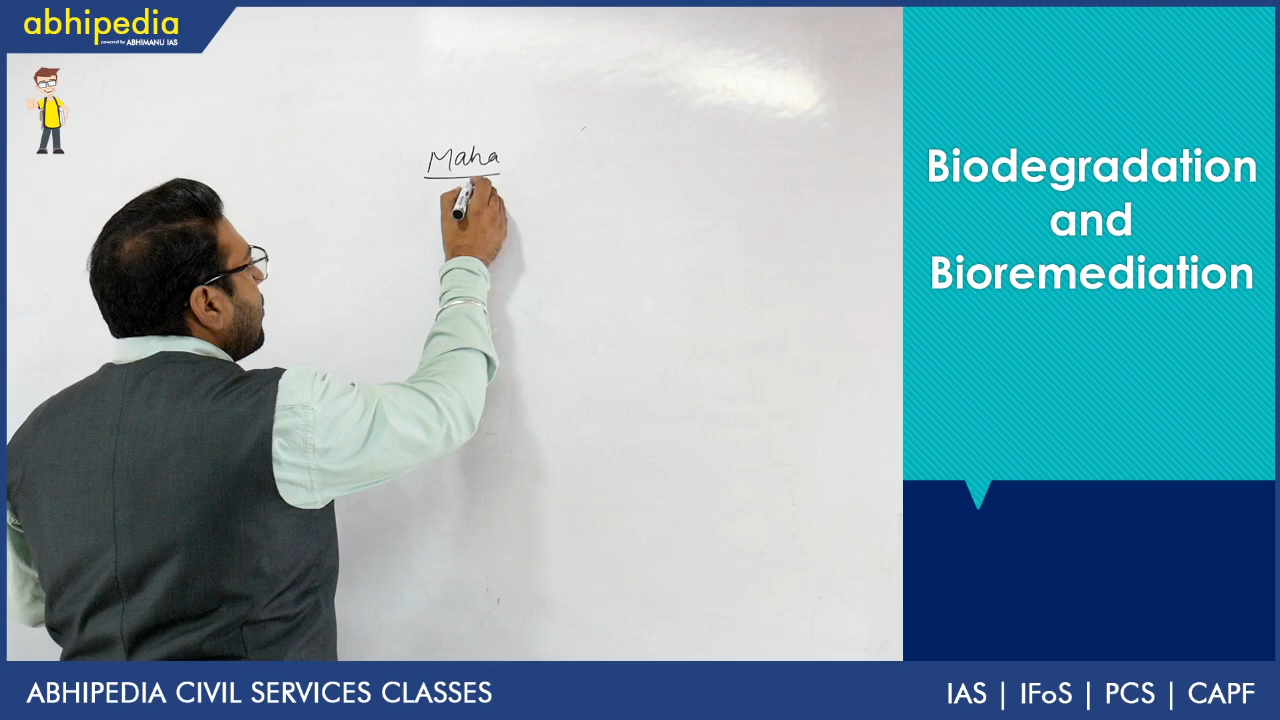 abhipedia
powered by ABHIMANU IAS
Maha
Biodegradation
and
Bioremediation
ABHIPEDIA CIVIL SERVICES CLASSES
IAS | IFoS | PCS | CAPF